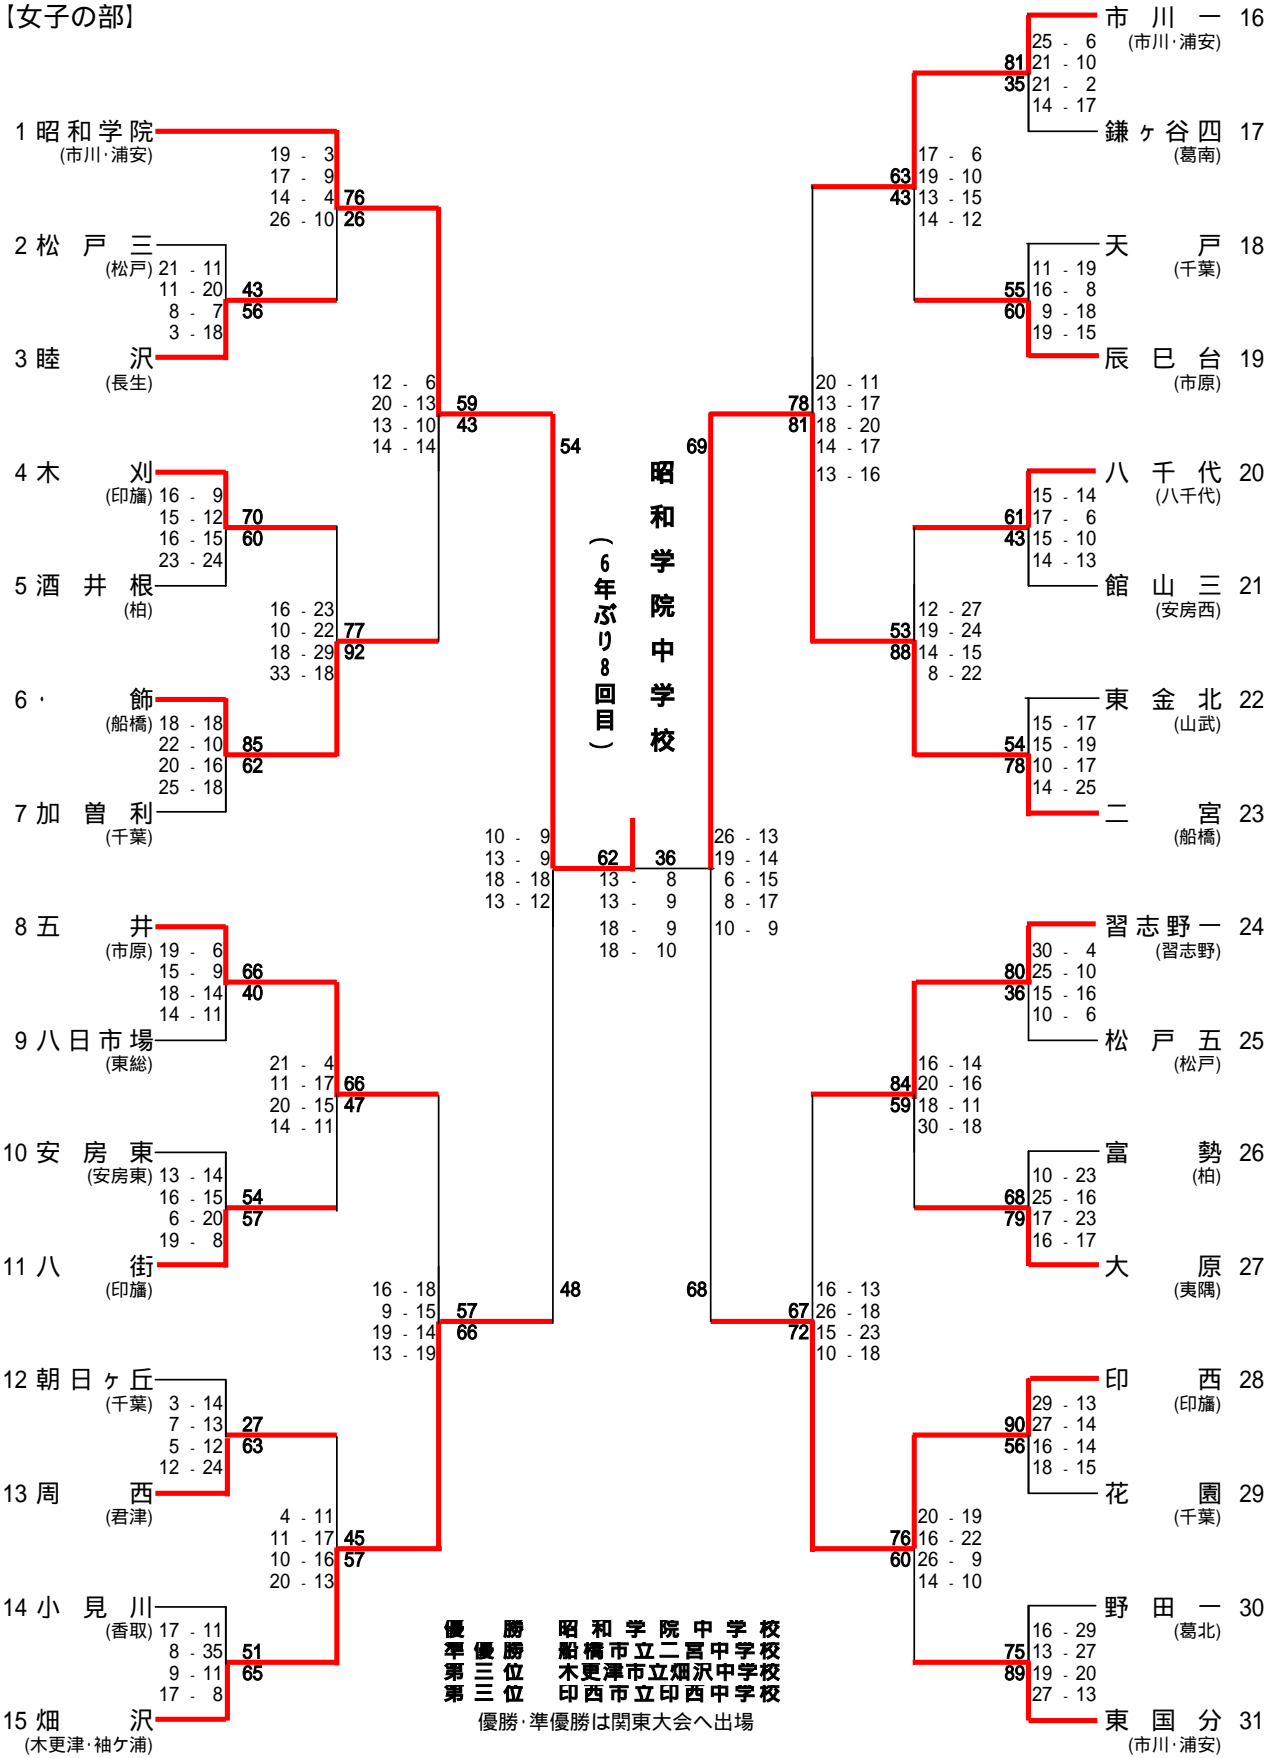 【女子の部】
1 昭和学院
(市川・浦安)
19 - 3
17 - 9
14 - 4
26 - 10
76
26
2 松戸三
(松戸)
21 - 11
11 - 20
8 - 7
3 - 18
43
56
3 睦沢
(長生)
12 - 6
20 - 13
13 - 10
14 - 14
59
43
4 木刈
(印旛)
16 - 9
15 - 12
16 - 15
23 - 24
70
60
5 酒井根
(柏)
16 - 23
10 - 22
18 - 29
33 - 18
77
92
6 ・飾
(船橋)
18 - 18
22 - 10
20 - 16
25 - 18
85
62
7 加曽利
(千葉)
54
10 - 9
13 - 9
18 - 18
13 - 12
48
8 五井
(市原)
19 - 6
15 - 9
18 - 14
14 - 11
66
40
9 八日市場
(東総)
21 - 4
11 - 17
20 - 15
14 - 11
66
47
10 安房東
(安房東)
13 - 14
16 - 15
6 - 20
19 - 8
54
57
11 八街
(印旛)
16 - 18
9 - 15
19 - 14
13 - 19
57
66
12 朝日ヶ丘
(千葉)
3 - 14
7 - 13
5 - 12
12 - 24
27
63
13 周西
(君津)
4 - 11
11 - 17
10 - 16
20 - 13
45
57
14 小見川
(香取)
17 - 11
8 - 35
9 - 11
17 - 8
51
65
15 畑沢
(木更津・袖ケ浦)
昭和学院中学校
(6年ぶり8回目)
62 36
13 - 8
13 - 9
18 - 9
18 - 10
市川一 16
(市川・浦安)
25 - 6
21 - 10
21 - 2
14 - 17
81
35
鎌ヶ谷四 17
(葛南)
17 - 6
19 - 10
13 - 15
14 - 12
63
43
天戸 18
(千葉)
11 - 19
16 - 8
9 - 18
19 - 15
55
60
辰巳台 19
(市原)
20 - 11
13 - 17
18 - 20
14 - 17
13 - 16
78
81
八千代 20
(八千代)
15 - 14
17 - 6
15 - 10
14 - 13
61
43
館山三 21
(安房西)
12 - 27
19 - 24
14 - 15
8 - 22
53
88
東金北 22
(山武)
15 - 17
15 - 19
10 - 17
14 - 25
54
78
二宮 23
(船橋)
69
26 - 13
19 - 14
6 - 15
8 - 17
10 - 9
68
習志野一 24
(習志野)
30 - 4
25 - 10
15 - 16
10 - 6
80
36
松戸五 25
(松戸)
16 - 14
20 - 16
18 - 11
30 - 18
84
59
富勢 26
(柏)
10 - 23
25 - 16
17 - 23
16 - 17
68
79
大原 27
(夷隅)
16 - 13
26 - 18
15 - 23
10 - 18
67
72
印西 28
(印旛)
29 - 13
27 - 14
16 - 14
18 - 15
90
56
花園 29
(千葉)
20 - 19
16 - 22
26 - 9
14 - 10
76
60
野田一 30
(葛北)
16 - 29
13 - 27
19 - 20
27 - 13
75
89
東国分 31
(市川・浦安)
優勝 昭和学院中学校
準優勝 船橋市立二宮中学校
第三位 木更津市立畑沢中学校
第三位 印西市立印西中学校
優勝・準優勝は関東大会へ出場